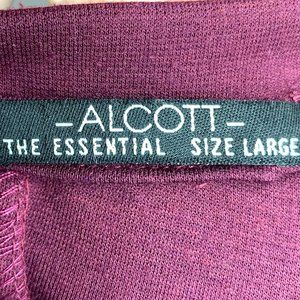 -ALCOTT-
THE ESSENTIAL SIZE LARGE